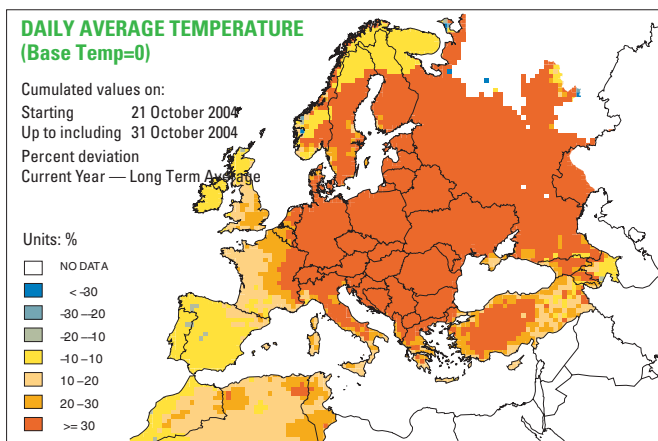 DAILY AVERAGE TEMPERATURE
(Base Temp=0)
Cumulated values on:
Starting 21 October 2004
Up to including 31 October 2004
Percent deviation
Current Year — Long Term Average
Units: %
NO DATA
< -30
-30 –-20
-20 –-10
-10 -10
10 -20
20 -30
>= 30